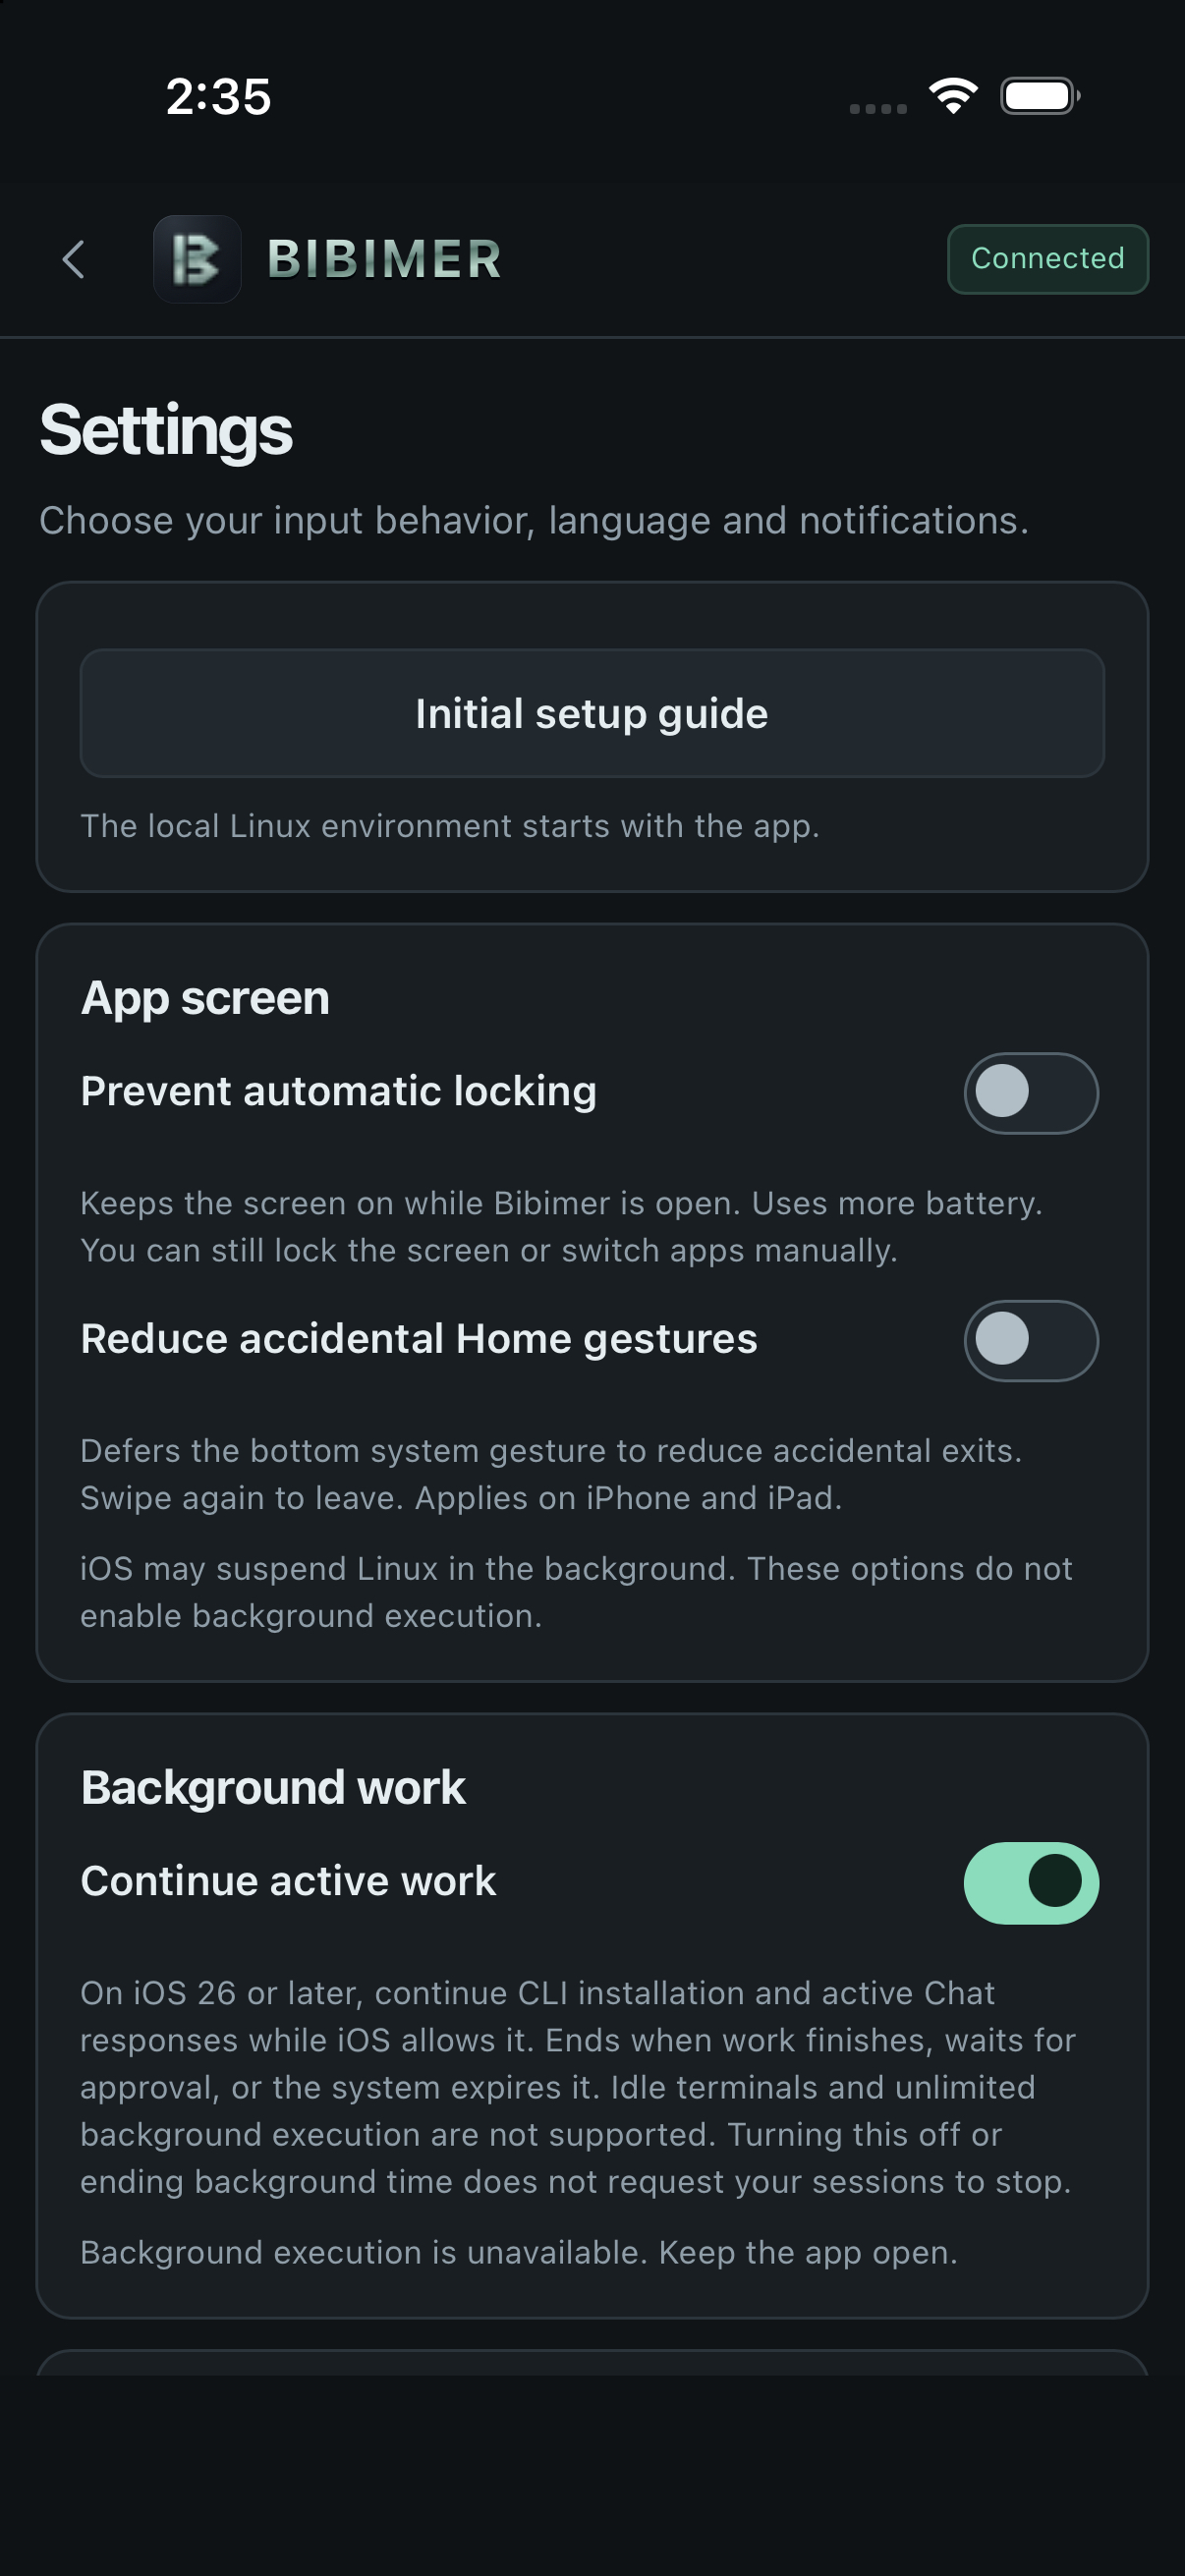 2:35
BIBIMER
Connected
Settings
Choose your input behavior, language and notifications.
Initial setup guide
The local Linux environment starts with the app.
App screen
Prevent automatic locking
Keeps the screen on while Bibimer is open. Uses more battery.
You can still lock the screen or switch apps manually.
Reduce accidental Home gestures
Defers the bottom system gesture to reduce accidental exits.
Swipe again to leave. Applies on iPhone and iPad.
iOS may suspend Linux in the background. These options do not
enable background execution.
Background work
Continue active work
On iOS 26 or later, continue CLI installation and active Chat
responses while iOS allows it. Ends when work finishes, waits for
approval, or the system expires it. Idle terminals and unlimited
background execution are not supported. Turning this off or
ending background time does not request your sessions to stop.
Background execution is unavailable. Keep the app open.